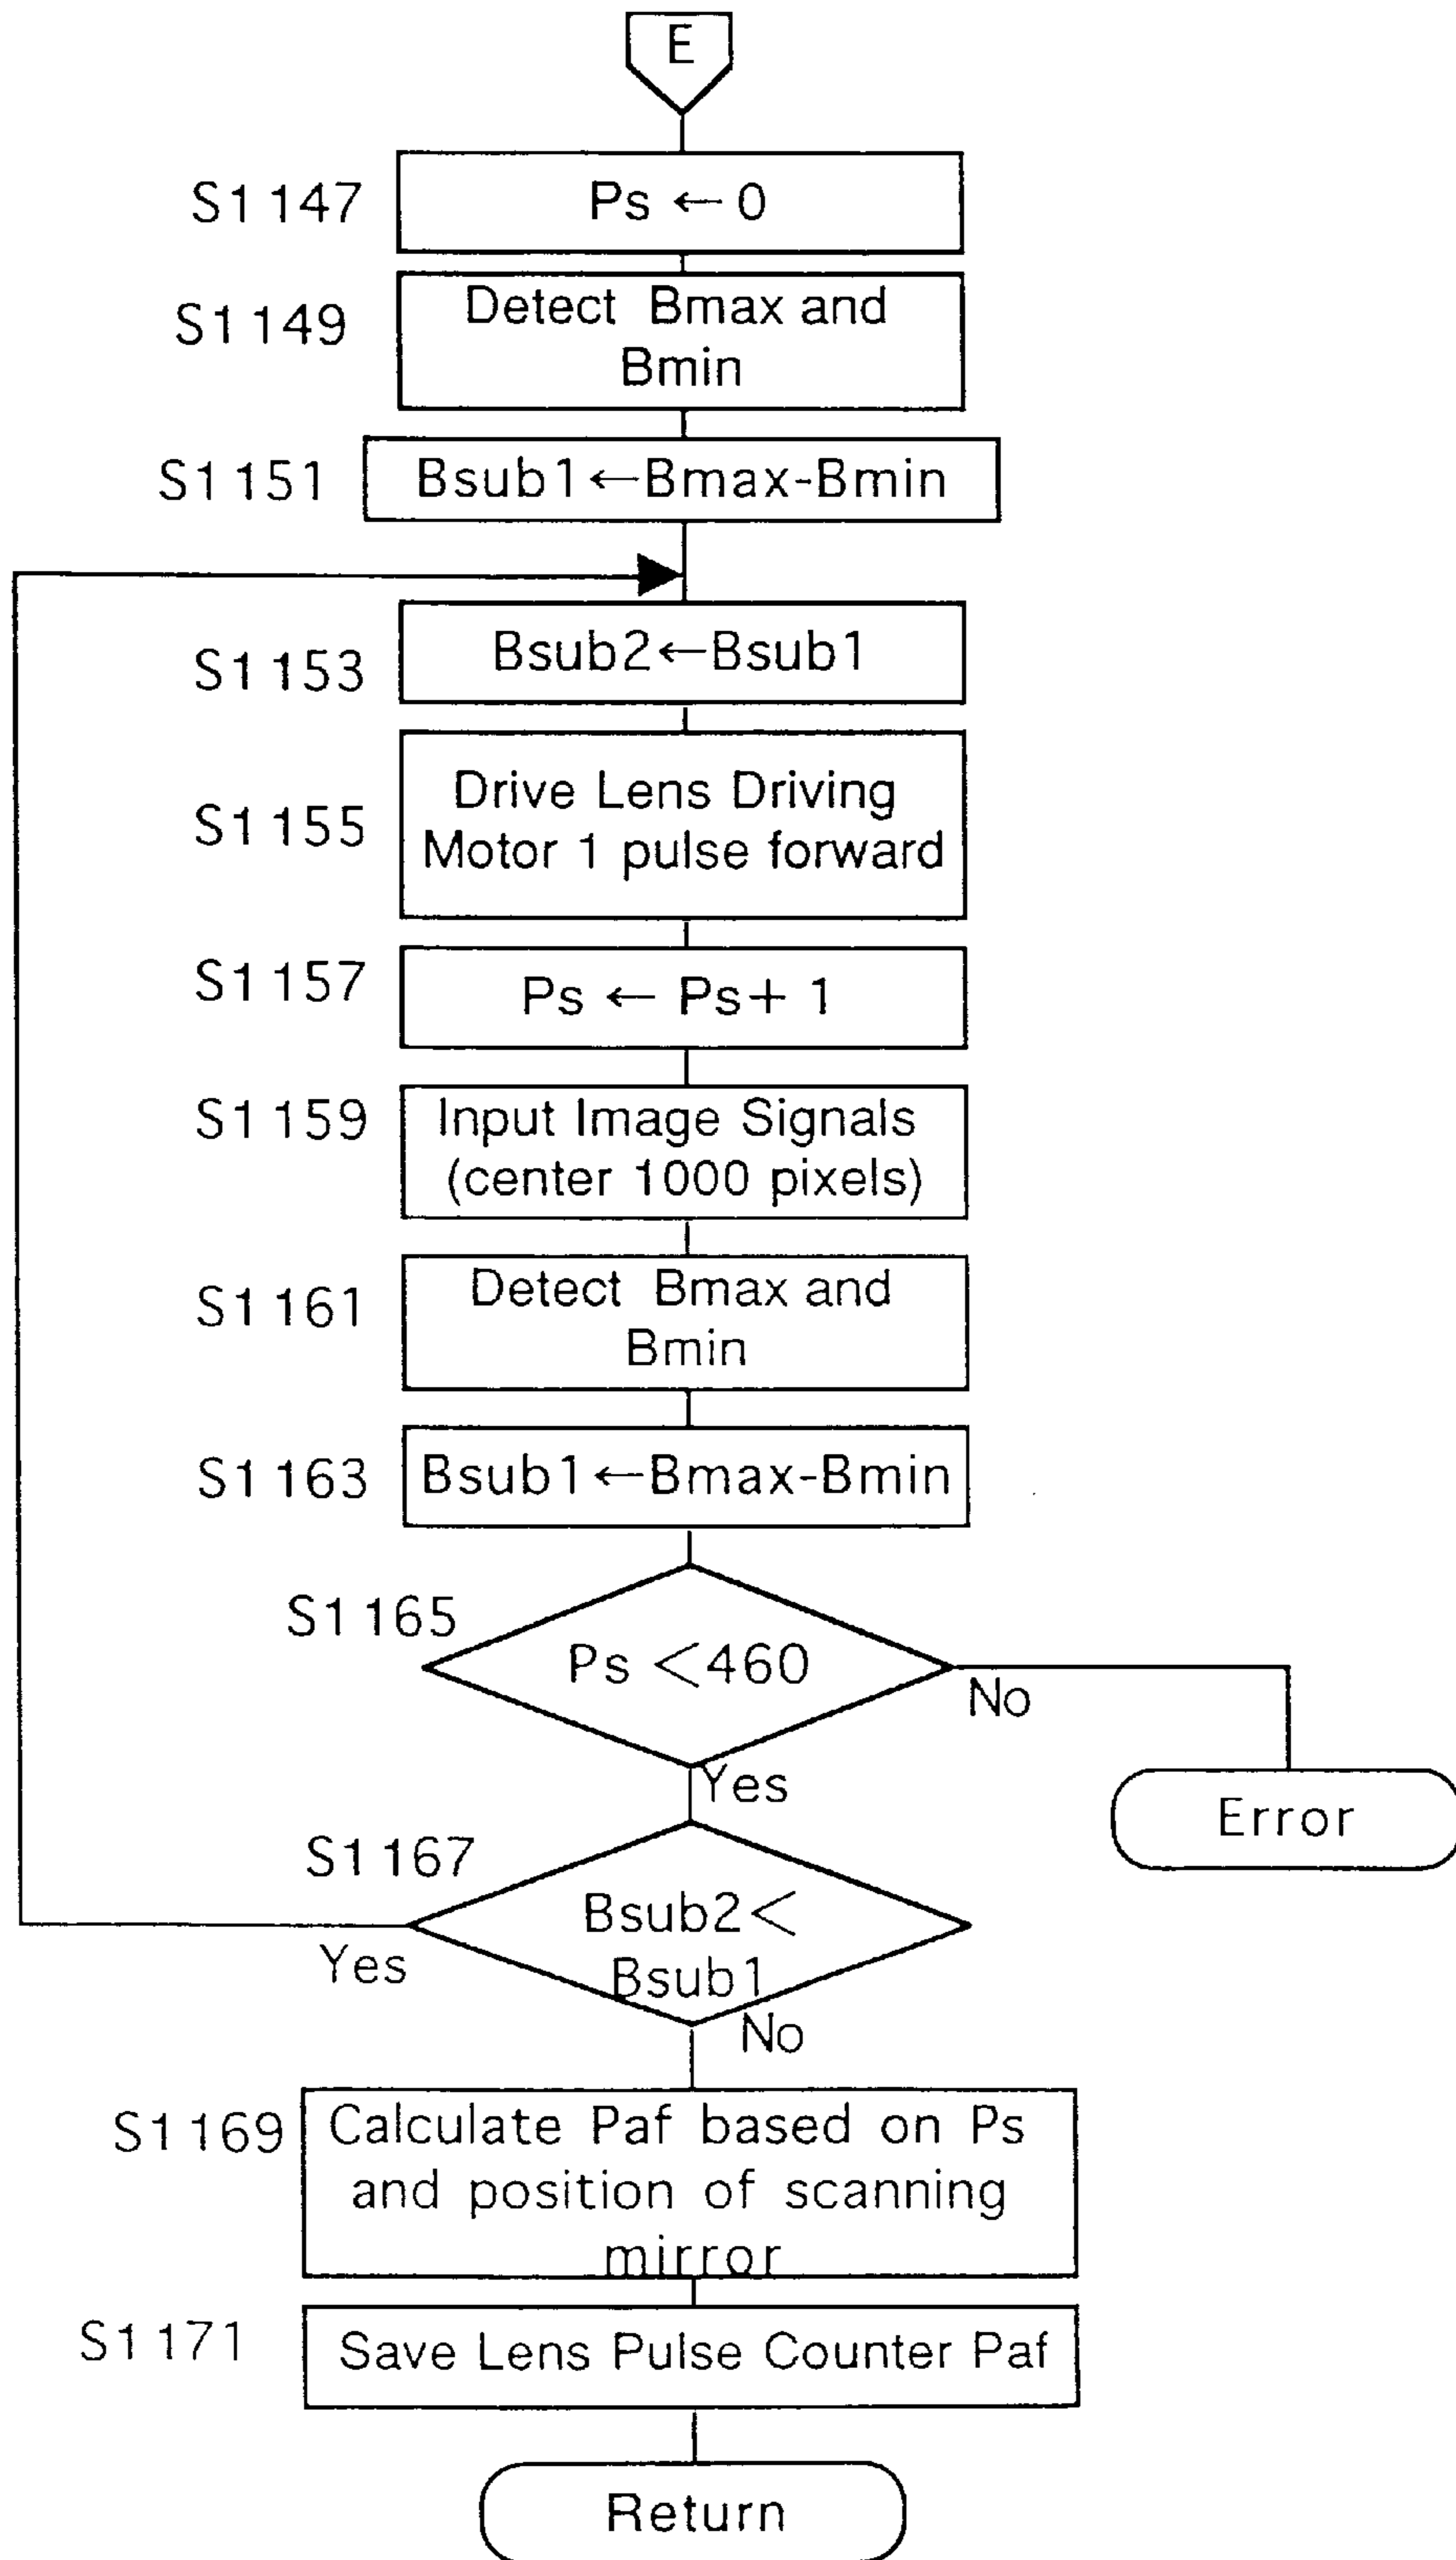 E
S1147
Ps ← 0
S1149
Detect Bmax and
Bmin
S1151
Bsub1←Bmax-Bmin
S1153
Bsub2←Bsub1
S1155
Drive Lens Driving
Motor 1 pulse forward
S1157
Ps ← Ps+ 1
S1159
Input Image Signals
(center 1000 pixels)
S1161
Detect Bmax and
Bmin
S1163
Bsub1←Bmax-Bmin
S1165
Ps <460
No
Yes
Error
S1167
Bsub2<
Bsub1
Yes
No
S1169
Calculate Paf based on Ps
and position of scanning
mirror
S1171
Save Lens Pulse Counter Paf
Return